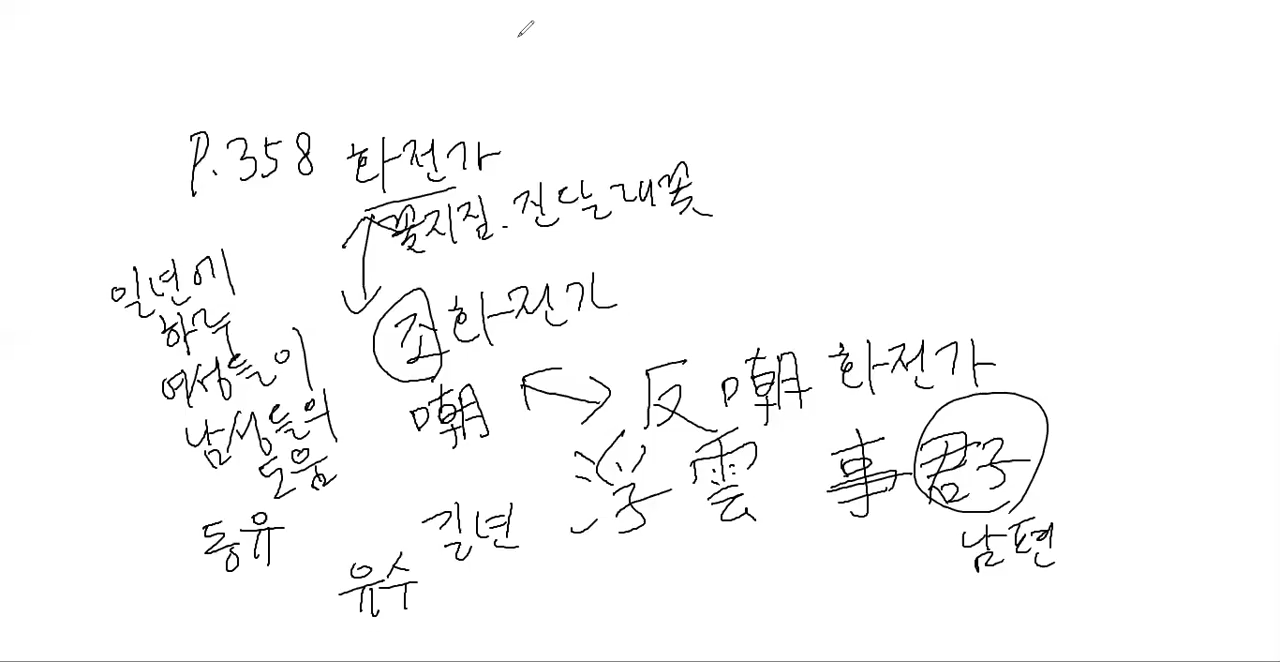 P.358 화전가
꽃지짐. 진달래꽃
일년에
하루
여성들이
남성들의
도움
조화전가
嘲 ↔ 反嘲화전가
浮雲 事君子
남편
동유
유수 길년